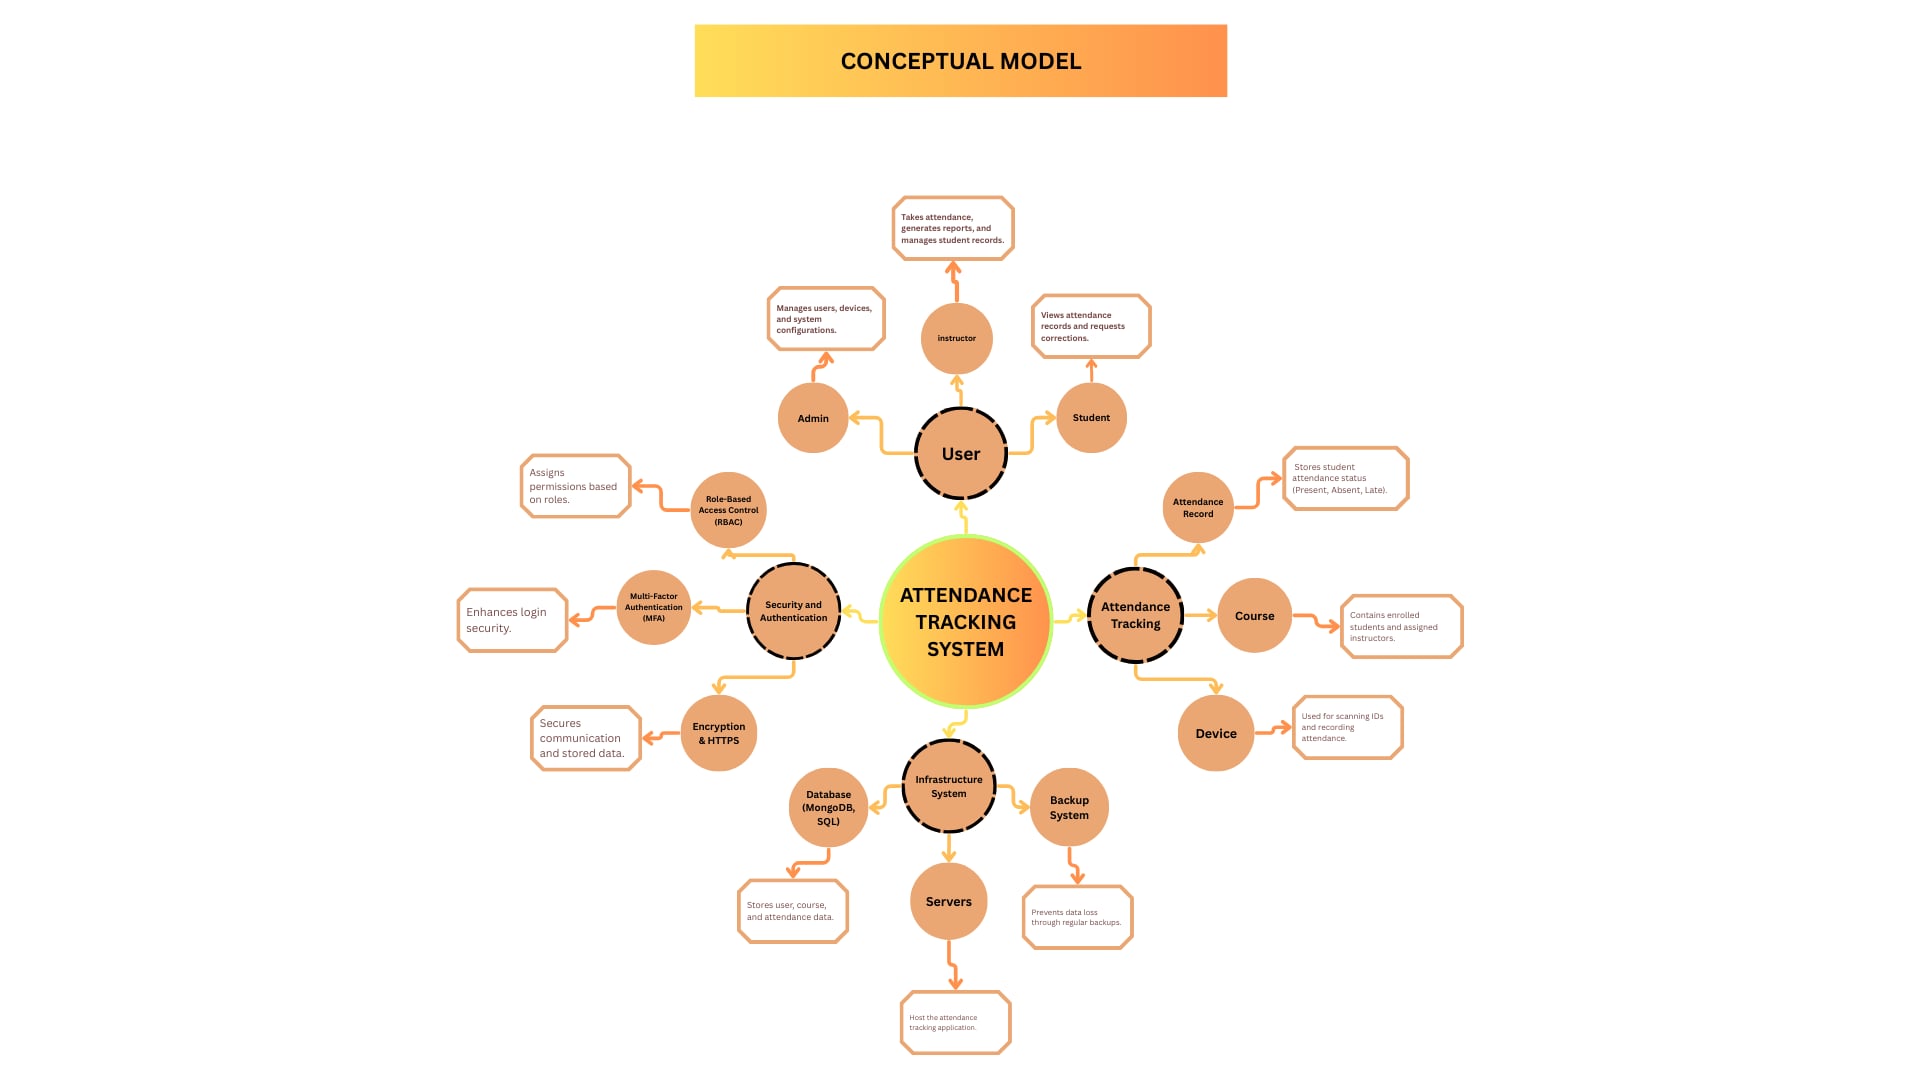 CONCEPTUAL MODEL
Takes attendance,
generates reports, and
manages student records.
Manages users, devices,
and system
configurations.
Views attendance
records and requests
corrections.
instructor
Admin
Student
User
Assigns
permissions based
on roles.
Role-Based
Access Control
(RBAC)
Attendance
Record
Stores student
attendance status
(Present, Absent, Late).
Enhances login
security.
Multi-Factor
Authentication
(MFA)
Security and
Authentication
ATTENDANCE
TRACKING
SYSTEM
Attendance
Tracking
Course
Contains enrolled
students and assigned
instructors.
Secures
communication
and stored data.
Encryption
& HTTPS
Device
Used for scanning IDs
and recording
attendance.
Database
(MongoDB,
SQL)
Infrastructure
System
Backup
System
Stores user, course,
and attendance data.
Servers
Prevents data loss
through regular backups.
Host the attendance
tracking application.